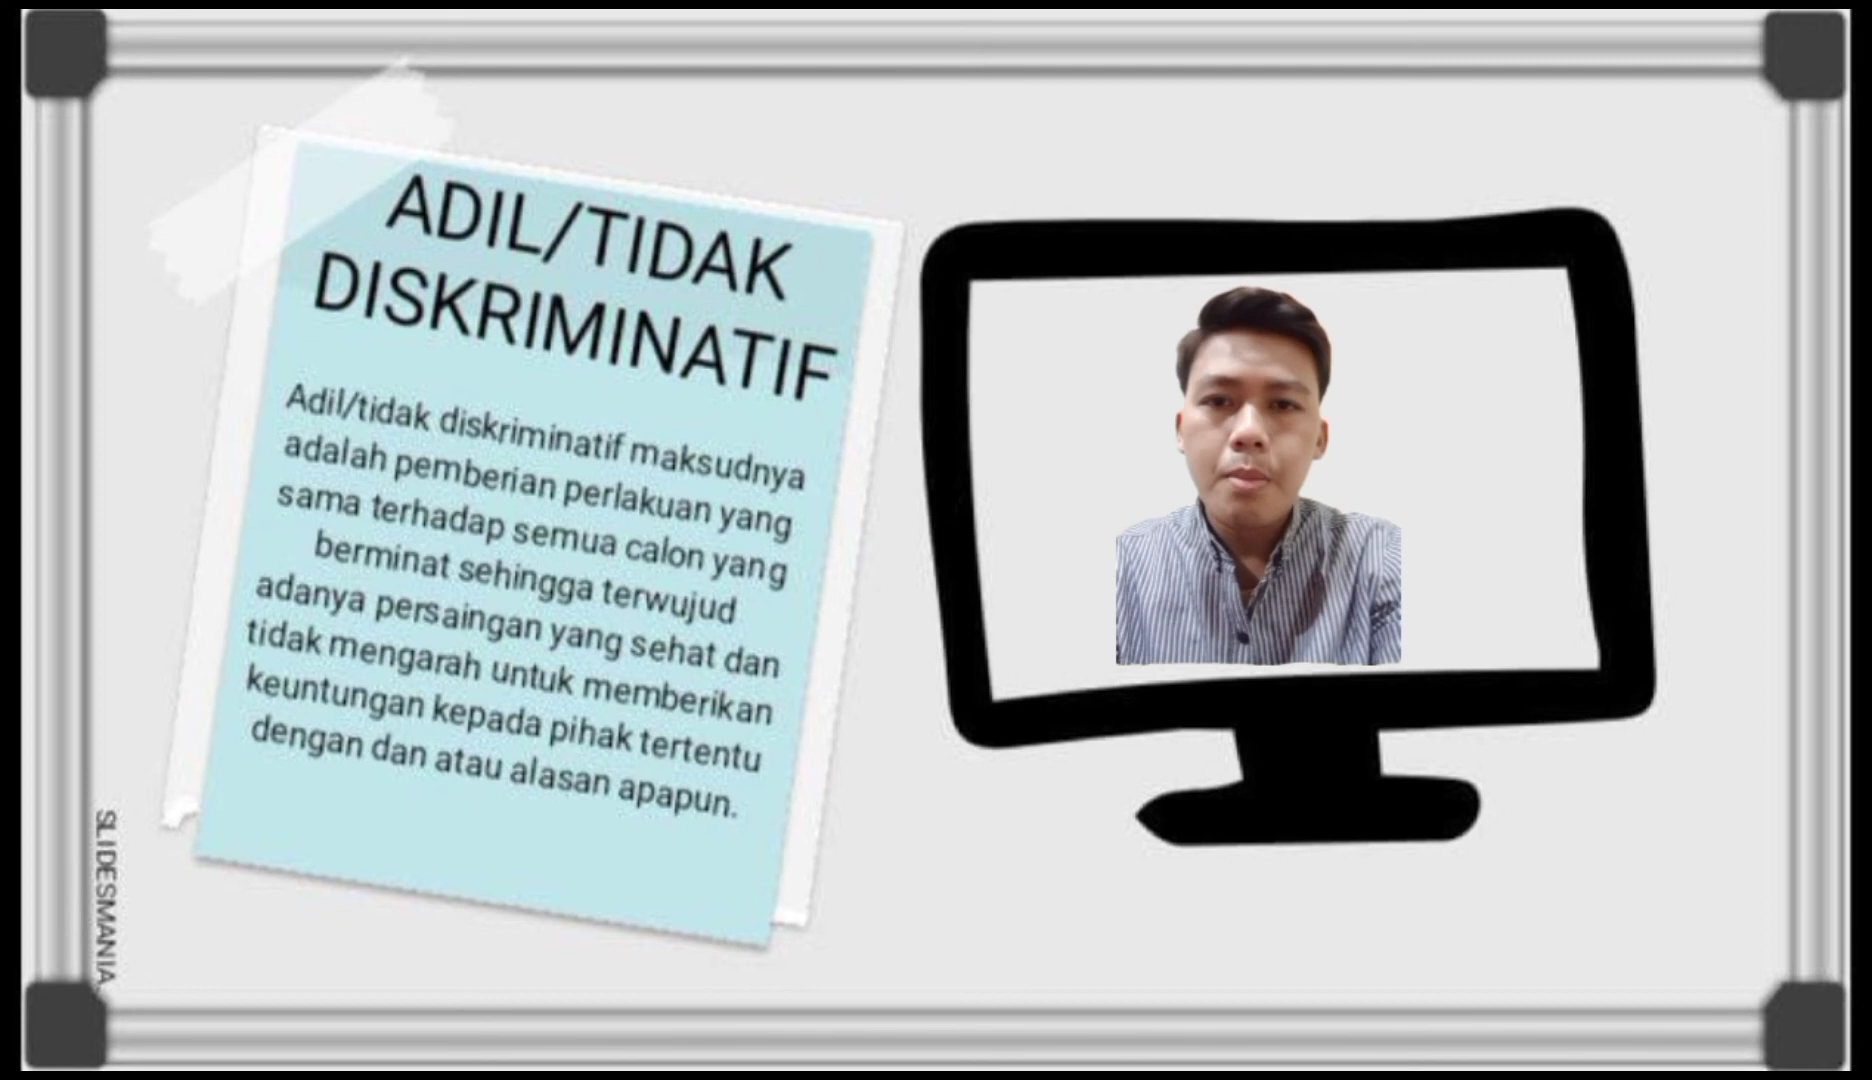 ADIL/TIDAK
DISKRIMINATIF
Adil/tidak diskriminatif maksudnya
adalah pemberian perlakuan yang
sama terhadap semua calon yang
berminat sehingga terwujud
adanya persaingan yang sehat dan
tidak mengarah untuk memberikan
keuntungan kepada pihak tertentu
dengan dan atau alasan apapun.
SLIDESMANIA